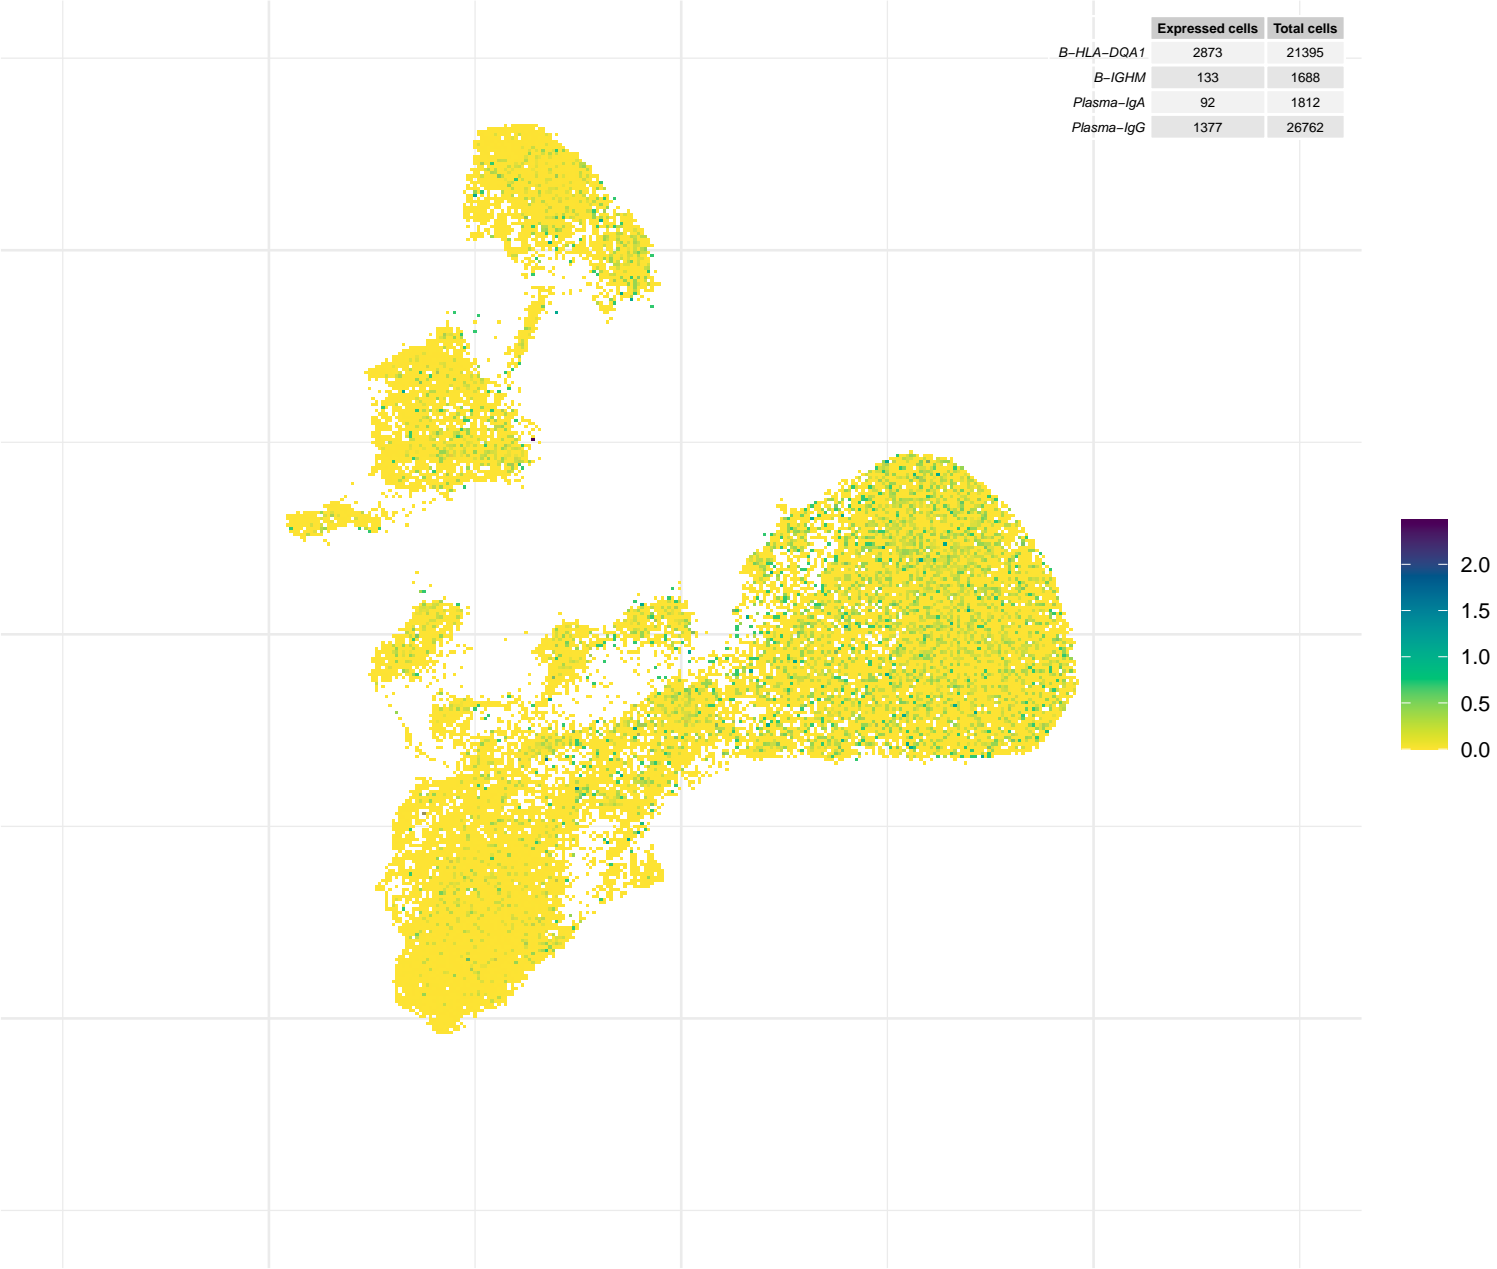 Expressed cells Total cells
B−HLA−DQA1 2873 21395
B−IGHM 133 1688
Plasma−IgA 92 1812
Plasma−IgG 1377 26762
2.0
1.5
1.0
0.5
0.0